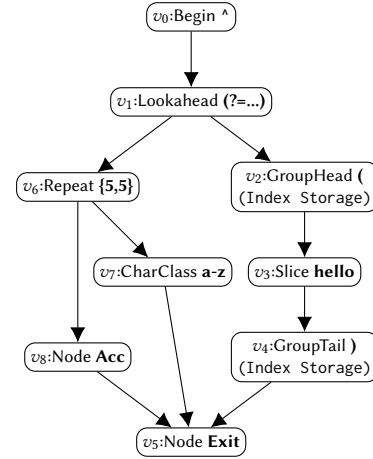 v₀:Begin ^
v₁:Lookahead (?=...)
v₆:Repeat {5,5}
v₂:GroupHead (
(Index Storage)
v₇:CharClass a-z
v₃:Slice hello
v₈:Node Acc
v₄:GroupTail )
(Index Storage)
v₅:Node Exit